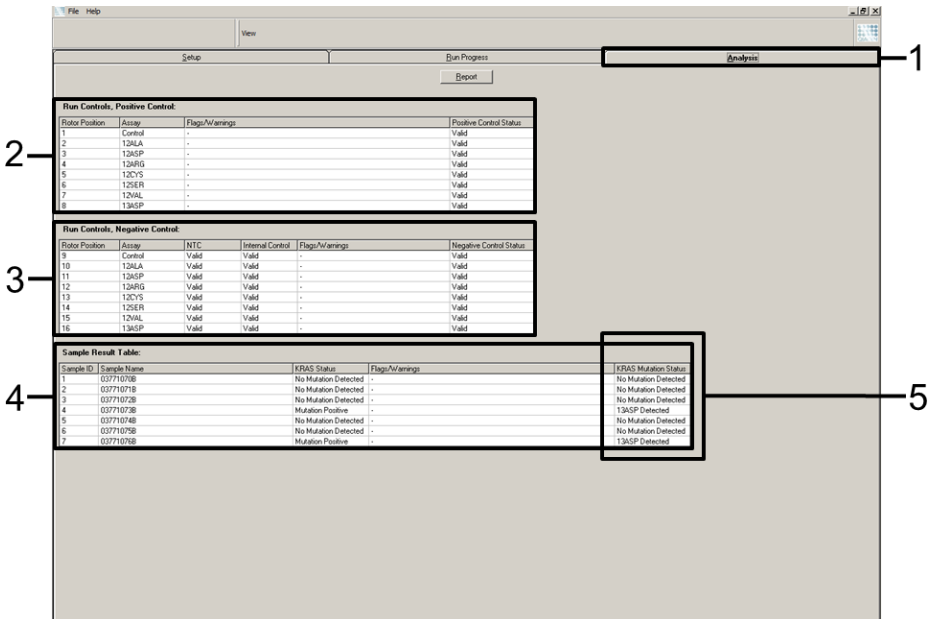 File Help
View
Setup Run Progress Analysis
1
Report
Run Controls, Positive Control:
Rotor Position Assay Flags/Warnings Positive Control Status
1 Control - Valid
2 12ALA - Valid
3 12ASP - Valid
4 12ARG - Valid
5 12CYS - Valid
6 12SER - Valid
7 12VAL - Valid
8 13ASP - Valid
2
Run Controls, Negative Control:
Rotor Position Assay NTC Internal Control Flags/Warnings Negative Control Status
9 Control Valid Valid - Valid
10 12ALA Valid Valid - Valid
11 12ASP Valid Valid - Valid
12 12ARG Valid Valid - Valid
13 12CYS Valid Valid - Valid
14 12SER Valid Valid - Valid
15 12VAL Valid Valid - Valid
16 13ASP Valid Valid - Valid
3
Sample Result Table:
Sample ID Sample Name KRAS Status Flags/Warnings KRAS Mutation Status
1 03771070B No Mutation Detected - No Mutation Detected
2 03771071B No Mutation Detected - No Mutation Detected
3 03771072B No Mutation Detected - No Mutation Detected
4 03771073B Mutation Positive - 13ASP Detected
5 03771074B No Mutation Detected - No Mutation Detected
6 03771075B No Mutation Detected - No Mutation Detected
7 03771076B Mutation Positive - 13ASP Detected
4
5